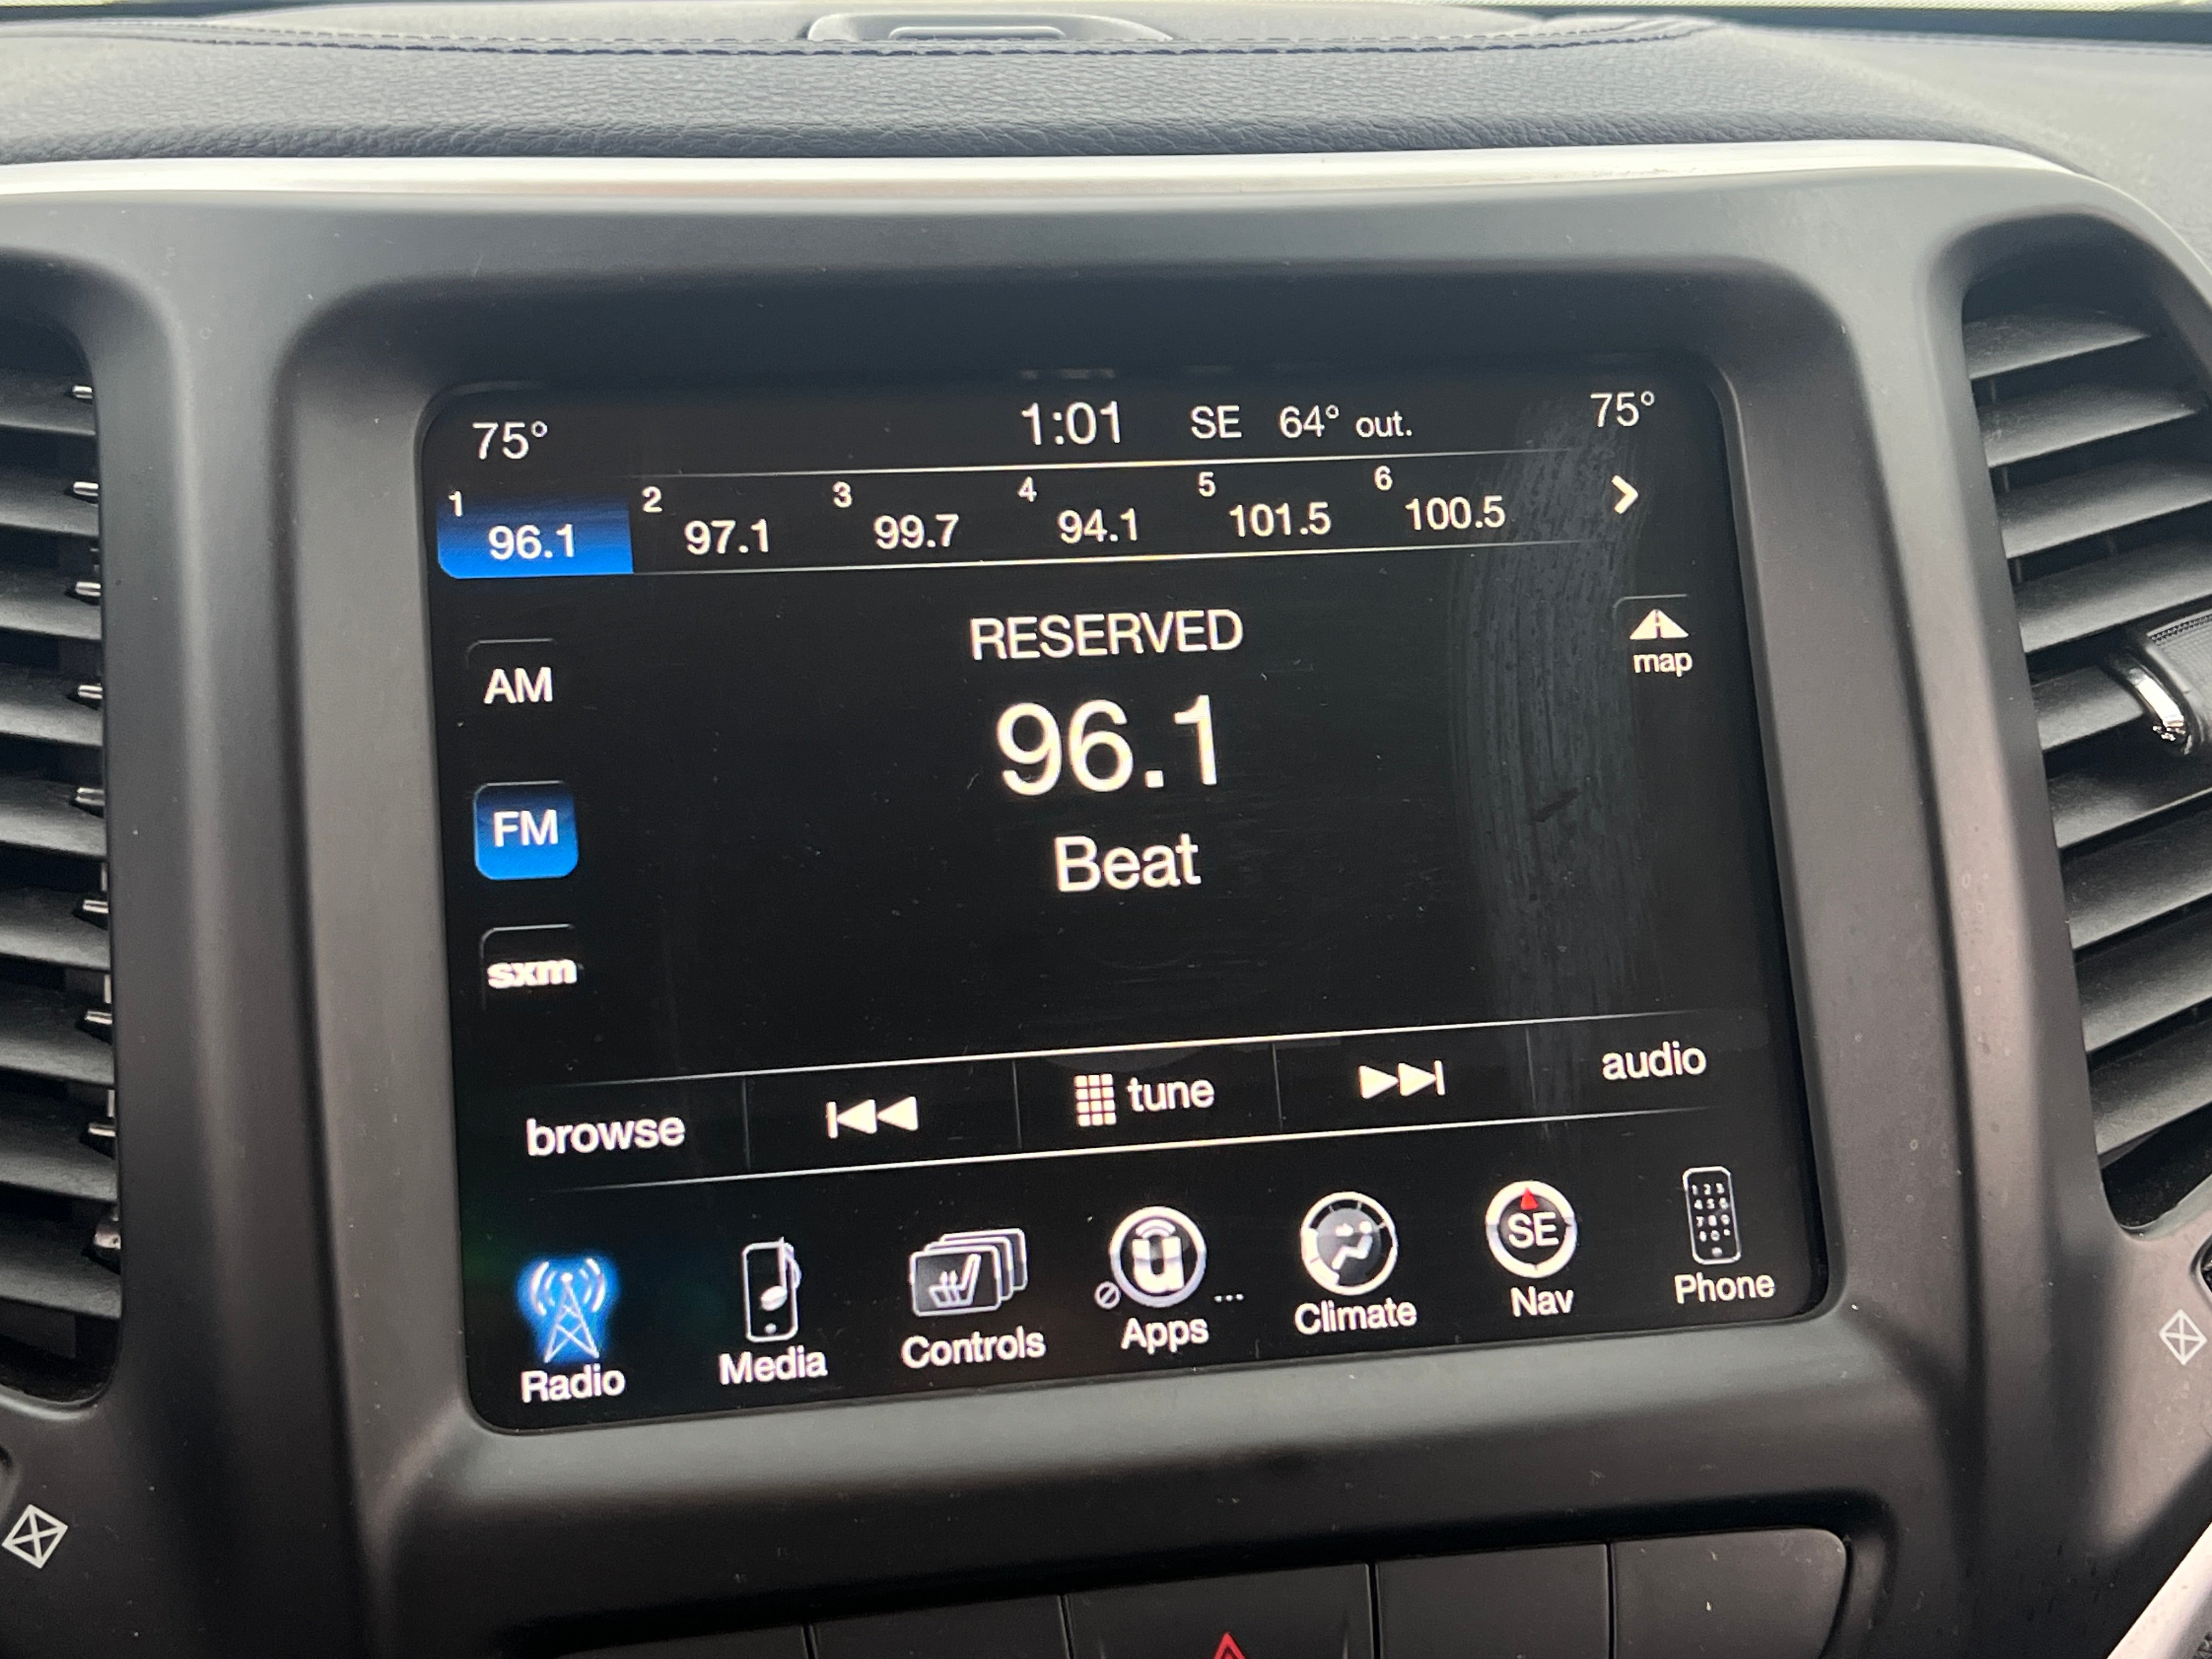 75° 1:01 SE 64° out. 75°
1 2 3 4 5 6
96.1 97.1 99.7 94.1 101.5 100.5
RESERVED
map
AM
96.1
FM
Beat
sxm
browse tune audio
SE
Radio Media Controls Apps ... Climate Nav Phone